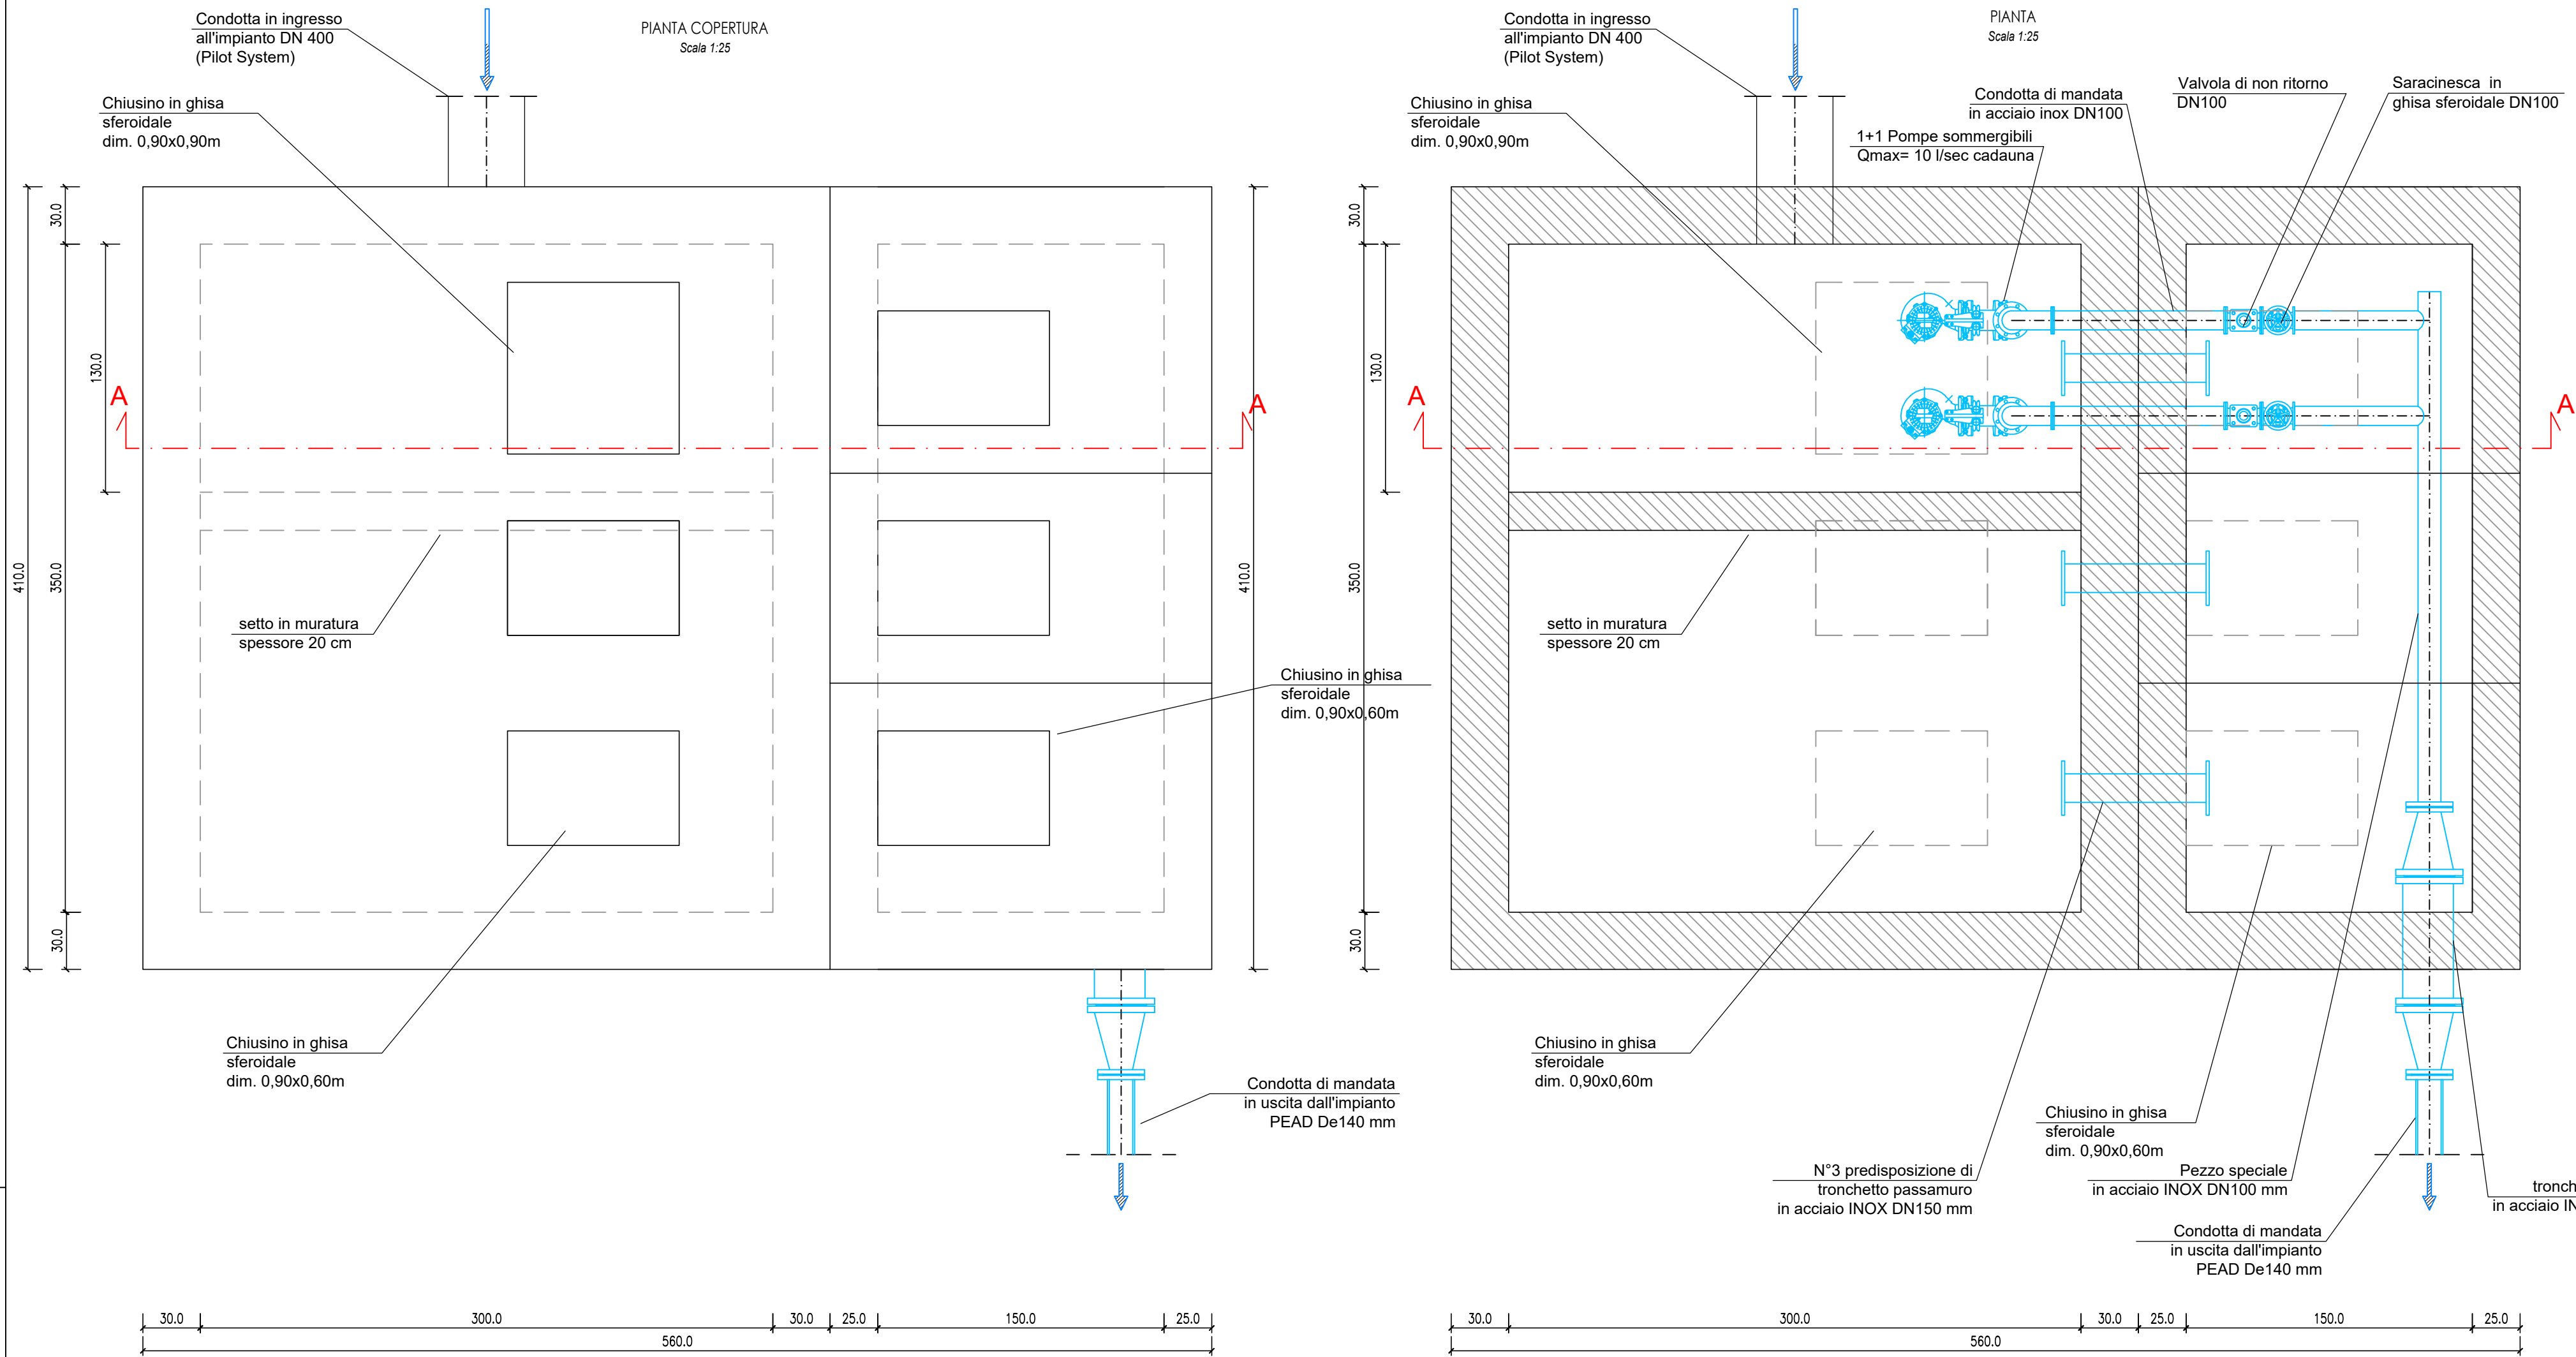 Condotta in ingresso
all'impianto DN 400
(Pilot System)
PIANTA COPERTURA
Scala 1:25
Chiusino in ghisa
sferoidale
dim. 0,90x0,90m
30.0
130.0
410.0
350.0
30.0
A
A
410.0
setto in muratura
spessore 20 cm
Chiusino in ghisa
sferoidale
dim. 0,90x0,60m
Chiusino in ghisa
sferoidale
dim. 0,90x0,60m
Condotta di mandata
in uscita dall'impianto
PEAD De140 mm
30.0
300.0
30.0
25.0
150.0
25.0
560.0
Condotta in ingresso
all'impianto DN 400
(Pilot System)
PIANTA
Scala 1:25
Chiusino in ghisa
sferoidale
dim. 0,90x0,90m
Condotta di mandata
in acciaio inox DN100
1+1 Pompe sommergibili
Qmax= 10 l/sec cadauna
Valvola di non ritorno
DN100
Saracinesca in
ghisa sferoidale DN100
30.0
130.0
350.0
30.0
A
A
setto in muratura
spessore 20 cm
Chiusino in ghisa
sferoidale
dim. 0,90x0,60m
Chiusino in ghisa
sferoidale
dim. 0,90x0,60m
N°3 predisposizione di
tronchetto passamuro
in acciaio INOX DN150 mm
Pezzo speciale
in acciaio INOX DN100 mm
tronch
in acciaio IN
Condotta di mandata
in uscita dall'impianto
PEAD De140 mm
30.0
300.0
30.0
25.0
150.0
25.0
560.0